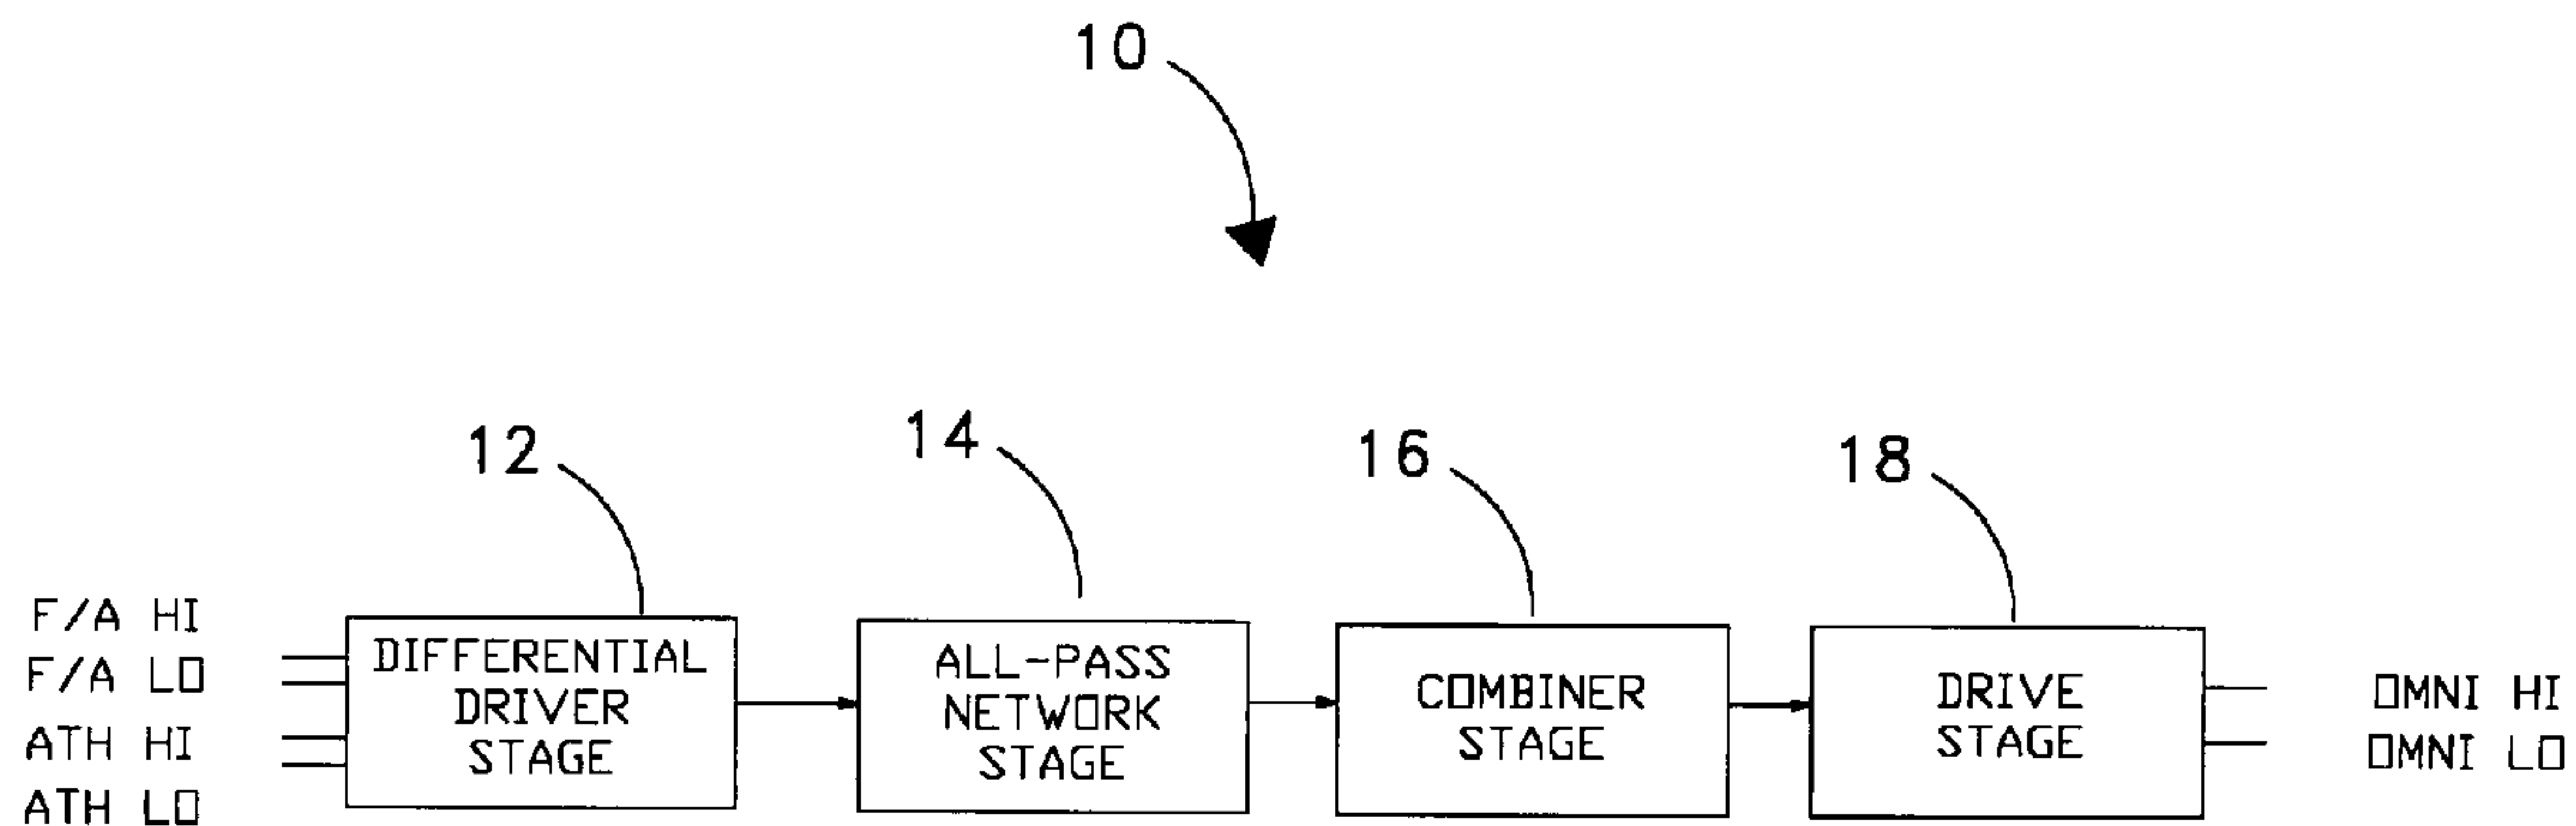 10
12
14
16
18
F/A HI
F/A LO
ATH HI
ATH LO
DIFFERENTIAL
DRIVER
STAGE
ALL-PASS
NETWORK
STAGE
COMBINER
STAGE
DRIVE
STAGE
OMNI HI
OMNI LO